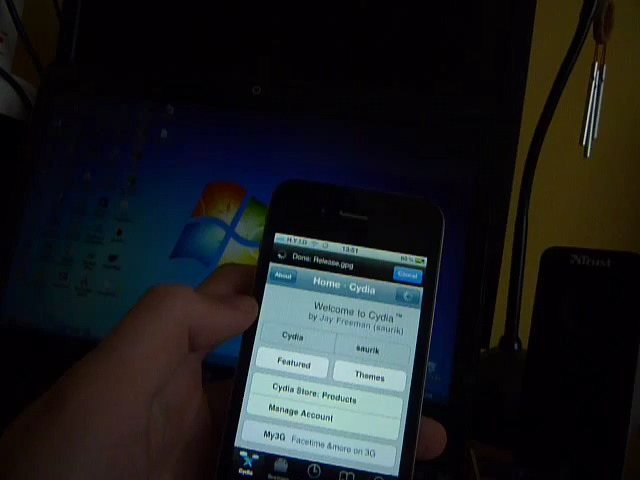 H.Y.I.D 13:51
Done: Release.gpg
Cancel
About Home · Cydia
Welcome to Cydia™
by Jay Freeman (saurik)
Cydia saurik
Featured Themes
Cydia Store: Products
Manage Account
My3G Facetime &more on 3G
Cydia
Trust